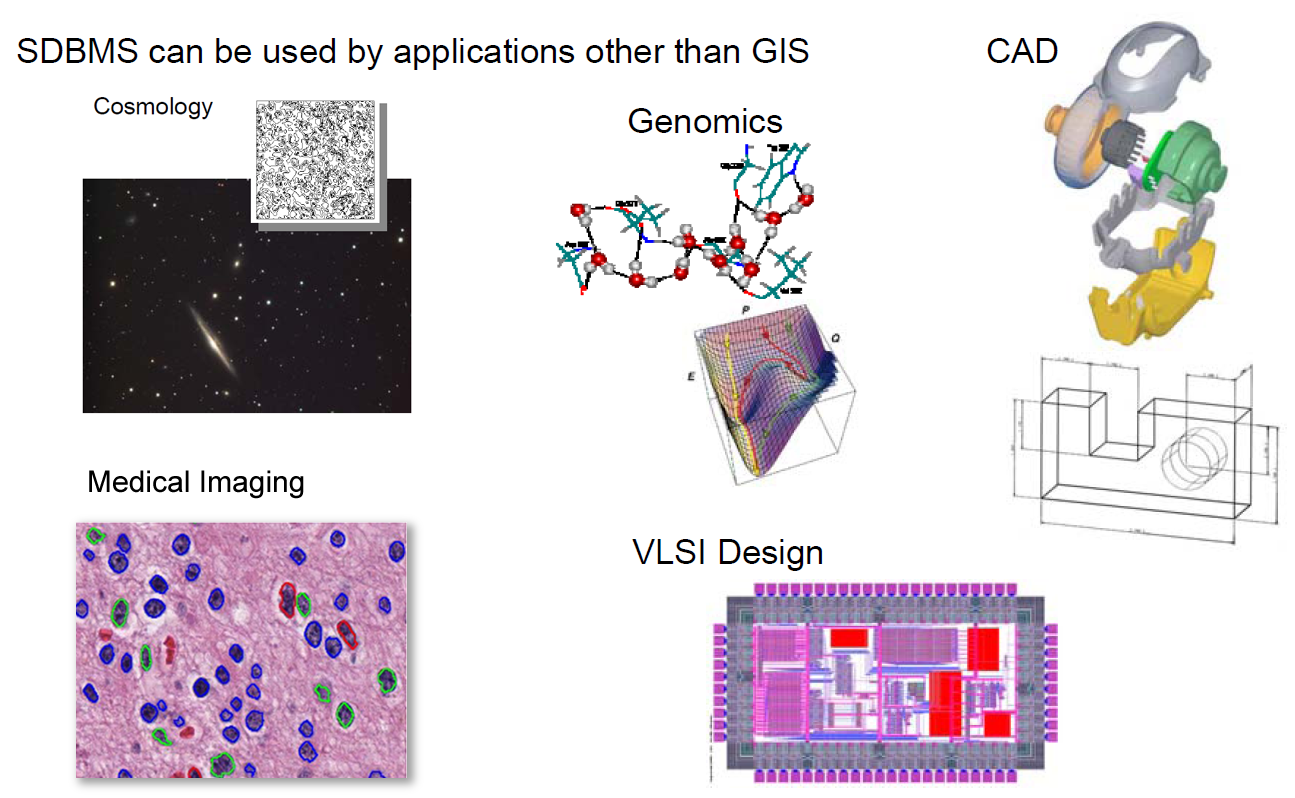 SDBMS can be used by applications other than GIS
CAD
Cosmology
Genomics
P
Q
E
Medical Imaging
VLSI Design